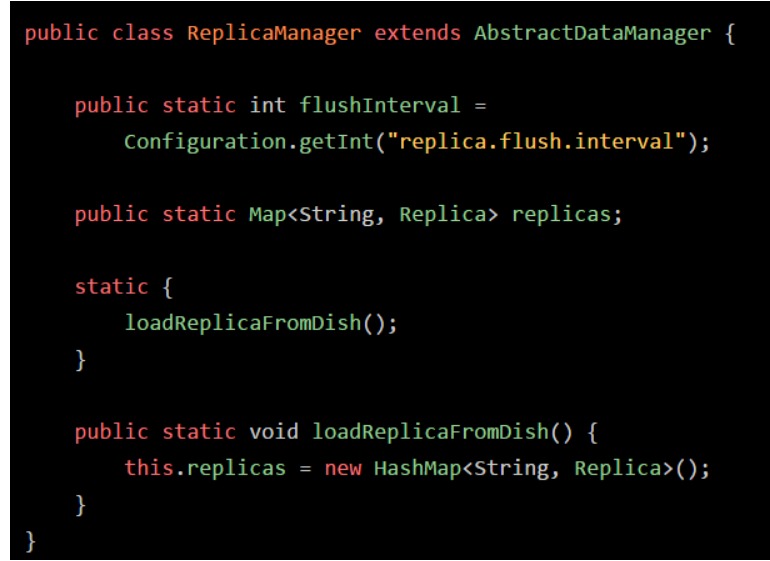 public class ReplicaManager extends AbstractDataManager {
public static int flushInterval =
Configuration.getInt("replica.flush.interval");
public static Map<String, Replica> replicas;
static {
loadReplicaFromDish();
}
public static void loadReplicaFromDish() {
this.replicas = new HashMap<String, Replica>();
}
}